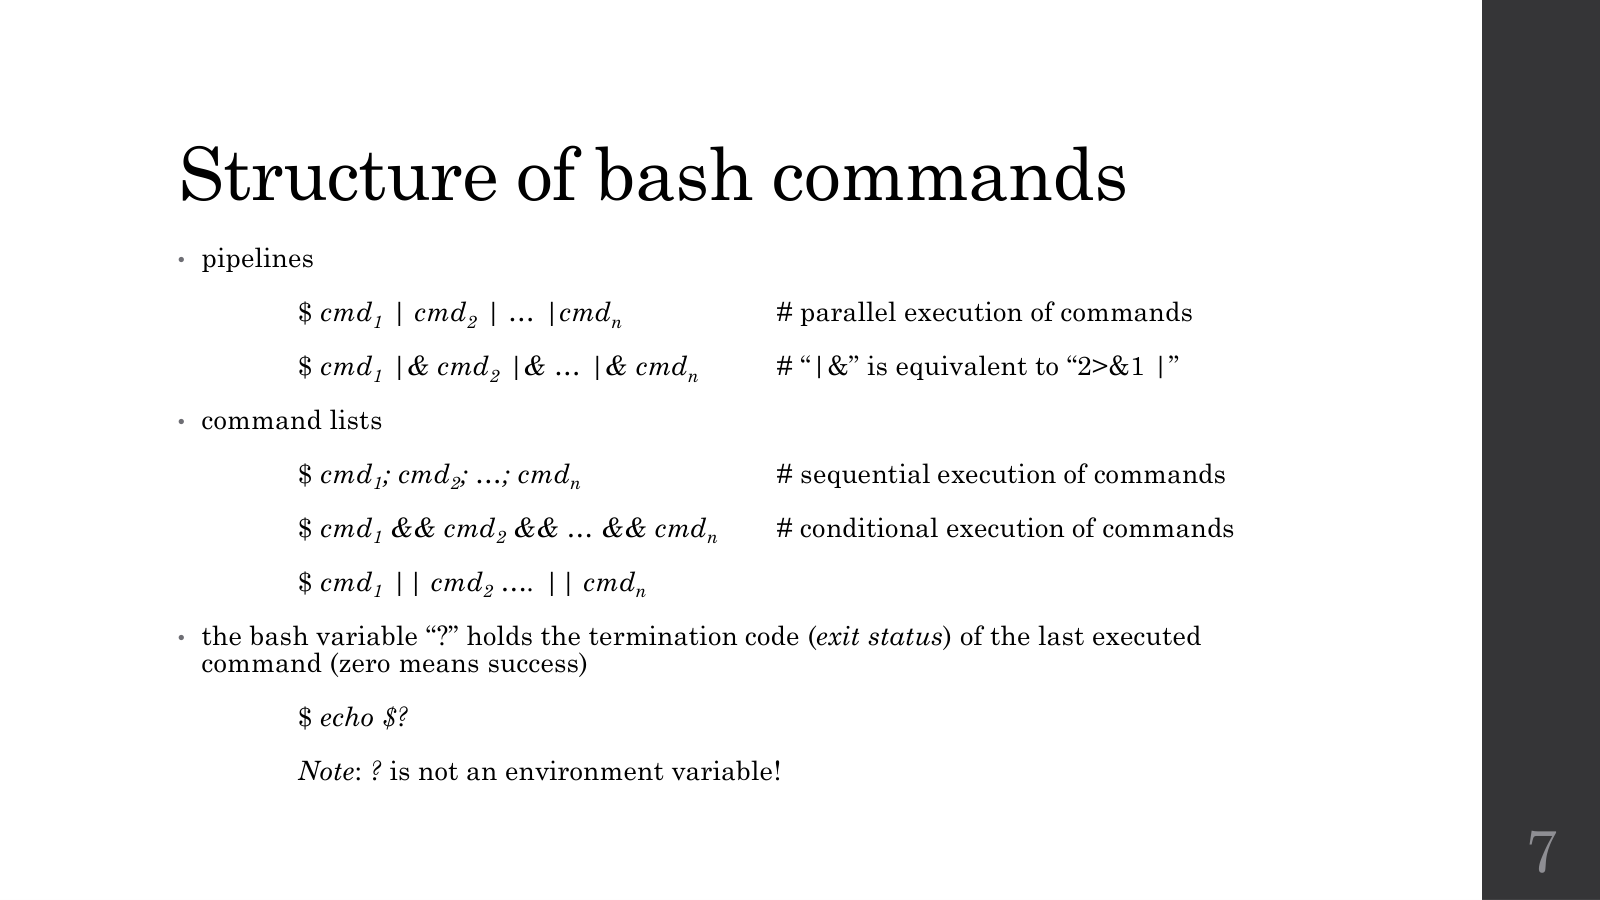 Structure of bash commands
• pipelines
$ cmd₁ | cmd₂ | … |cmdₙ # parallel execution of commands
$ cmd₁ |& cmd₂ |& … |& cmdₙ # “|&” is equivalent to “2>&1 |”
• command lists
$ cmd₁; cmd₂; …; cmdₙ # sequential execution of commands
$ cmd₁ && cmd₂ && … && cmdₙ # conditional execution of commands
$ cmd₁ || cmd₂ …. || cmdₙ
• the bash variable “?” holds the termination code (exit status) of the last executed
command (zero means success)
$ echo $?
Note: ? is not an environment variable!
7